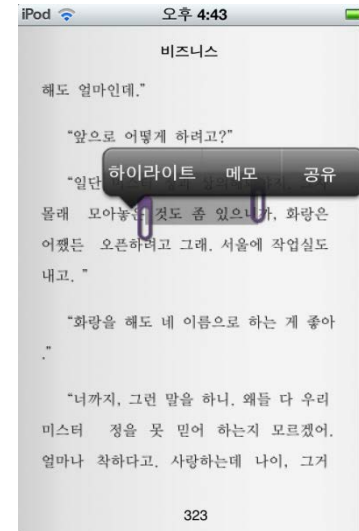 iPod 오후 4:43
비즈니스
해도 얼마인데."
"앞으로 어떻게 하려고?"
하이라이트 메모 공유
"일단
몰래 모아놓은 것도 좀 있으니까, 화랑은
어쨌든 오픈하려고 그래. 서울에 작업실도
내고. "
"화랑을 해도 네 이름으로 하는 게 좋아
."
"너까지, 그런 말을 하니. 왜들 다 우리
미스터 정을 못 믿어 하는지 모르겠어.
얼마나 착하다고. 사랑하는데 나이, 그거
323